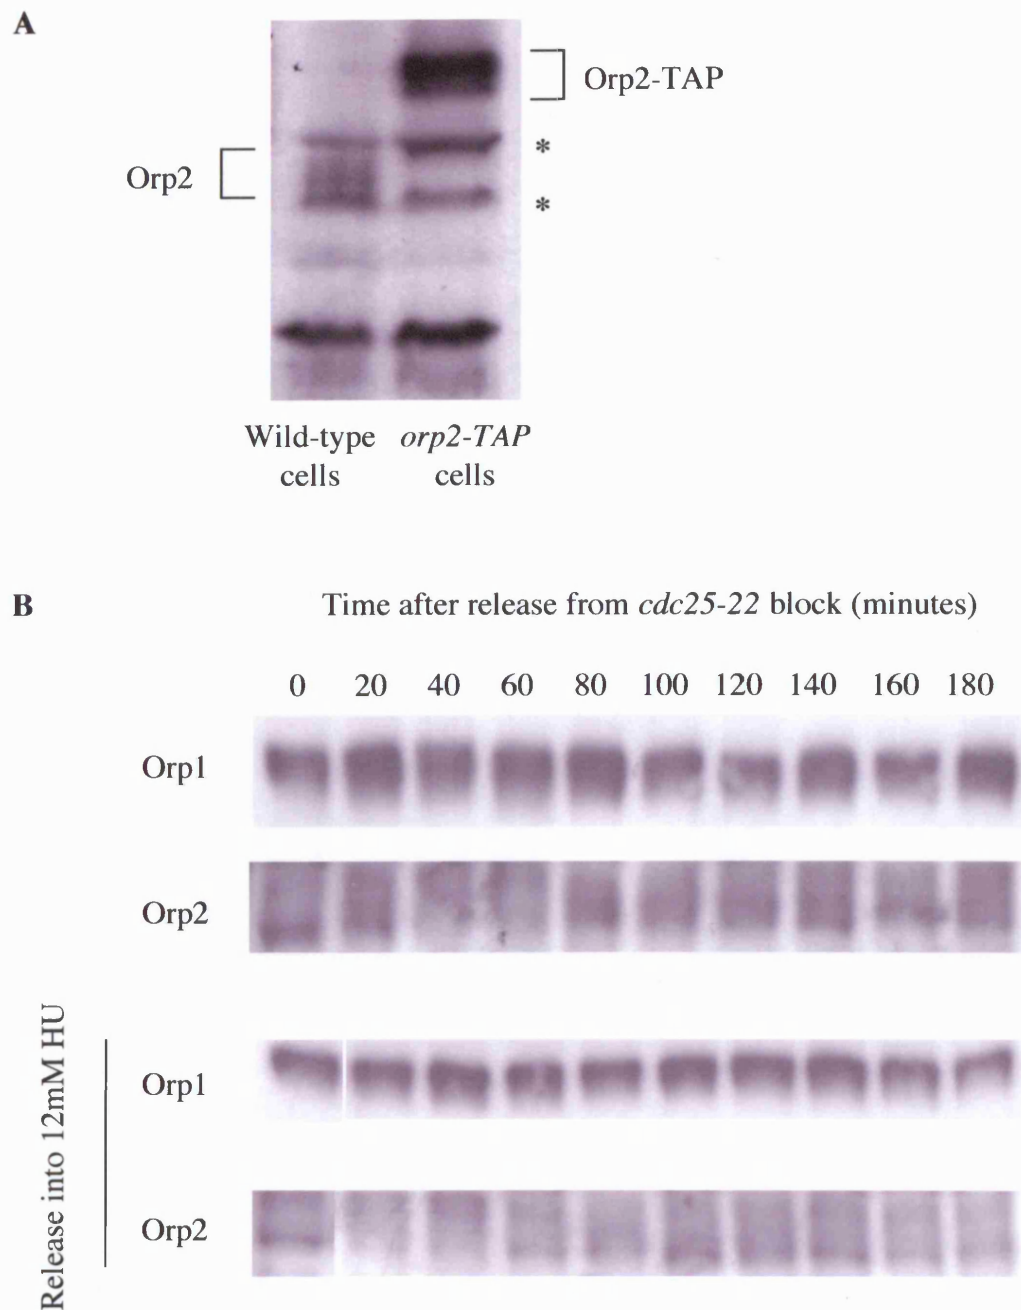 A
Orp2-TAP
*
Orp2
*
Wild-type orp2-TAP
cells cells
B Time after release from cdc25-22 block (minutes)
0 20 40 60 80 100 120 140 160 180
Orp1
Orp2
Release into 12mM HU
Orp1
Orp2